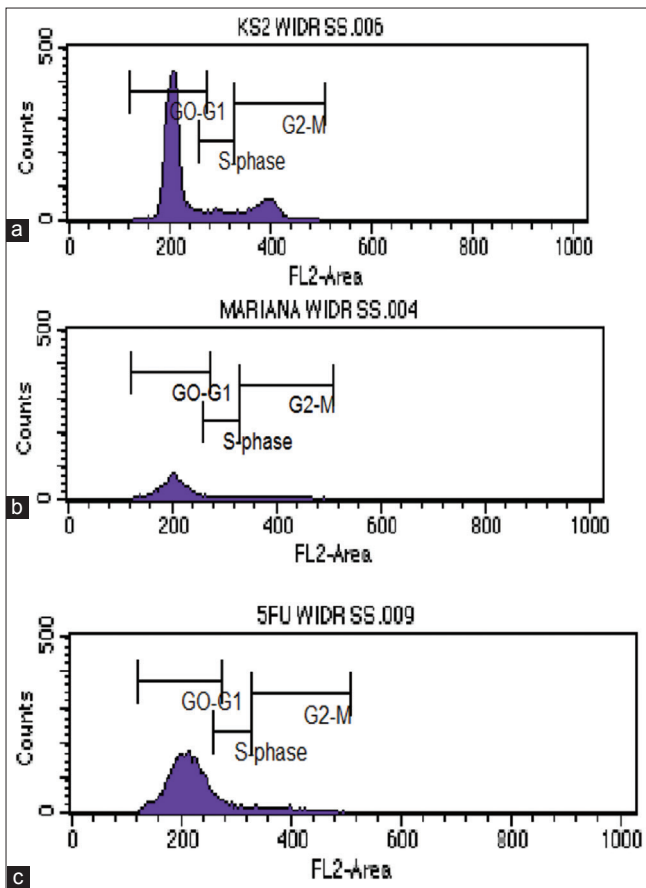 KS2 WIDR SS.006
500
GO-G1
G2-M
S-phase
Counts
0
0 200 400 600 800 1000
FL2-Area
a
MARIANA WIDR SS.004
500
GO-G1
G2-M
S-phase
Counts
0
0 200 400 600 800 1000
FL2-Area
b
5FU WIDR SS.009
500
GO-G1
G2-M
S-phase
Counts
0
0 200 400 600 800 1000
FL2-Area
c